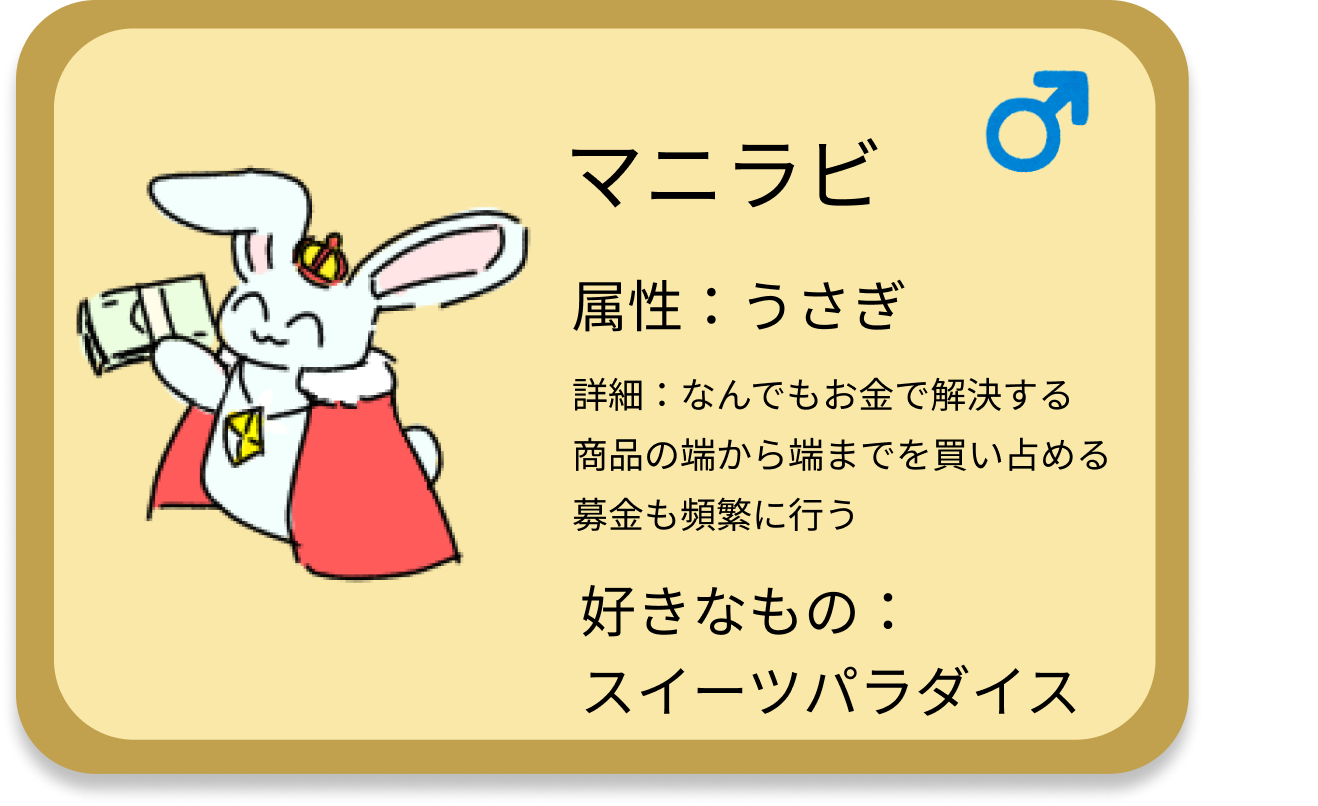 マニラビ
属性：うさぎ
詳細：なんでもお金で解決する
商品の端から端までを買い占める
募金も頻繁に行う
好きなもの：
スイーツパラダイス